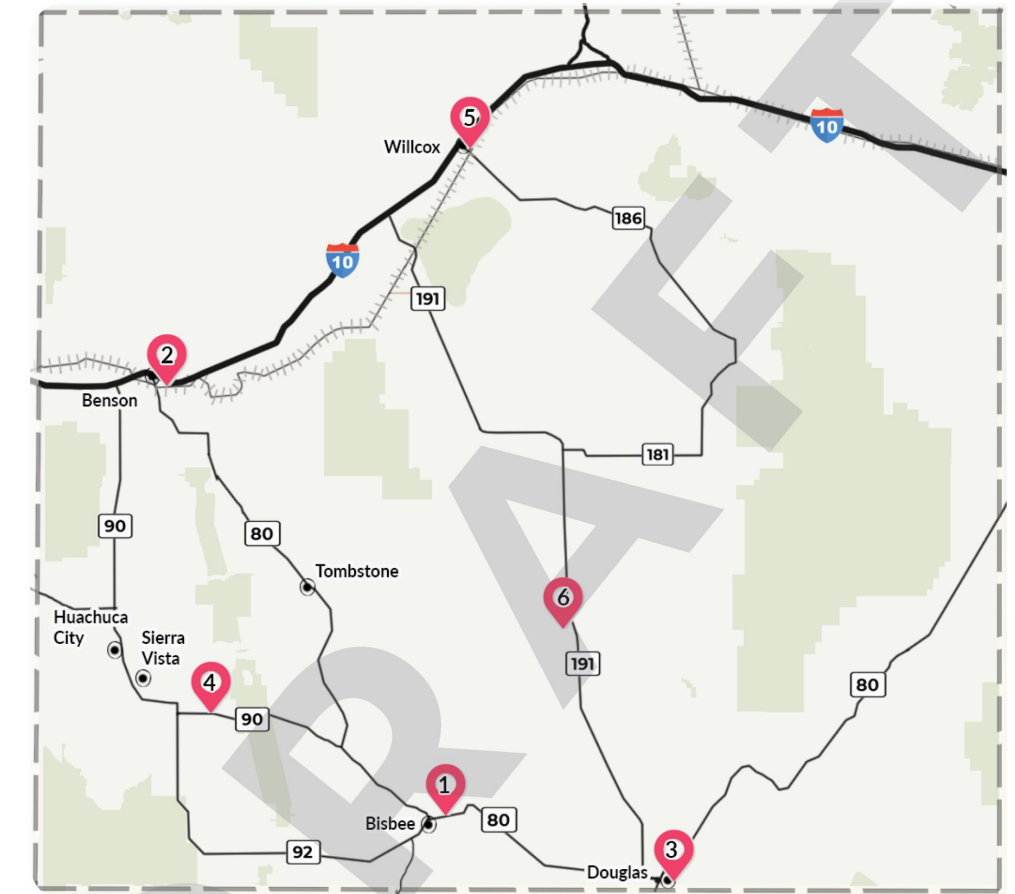 5
Willcox
10
186
10
191
2
Benson
181
90
80
Tombstone
6
Huachuca
City
Sierra
Vista
191
4
80
90
1
Bisbee
80
92
Douglas
3
DRAFT